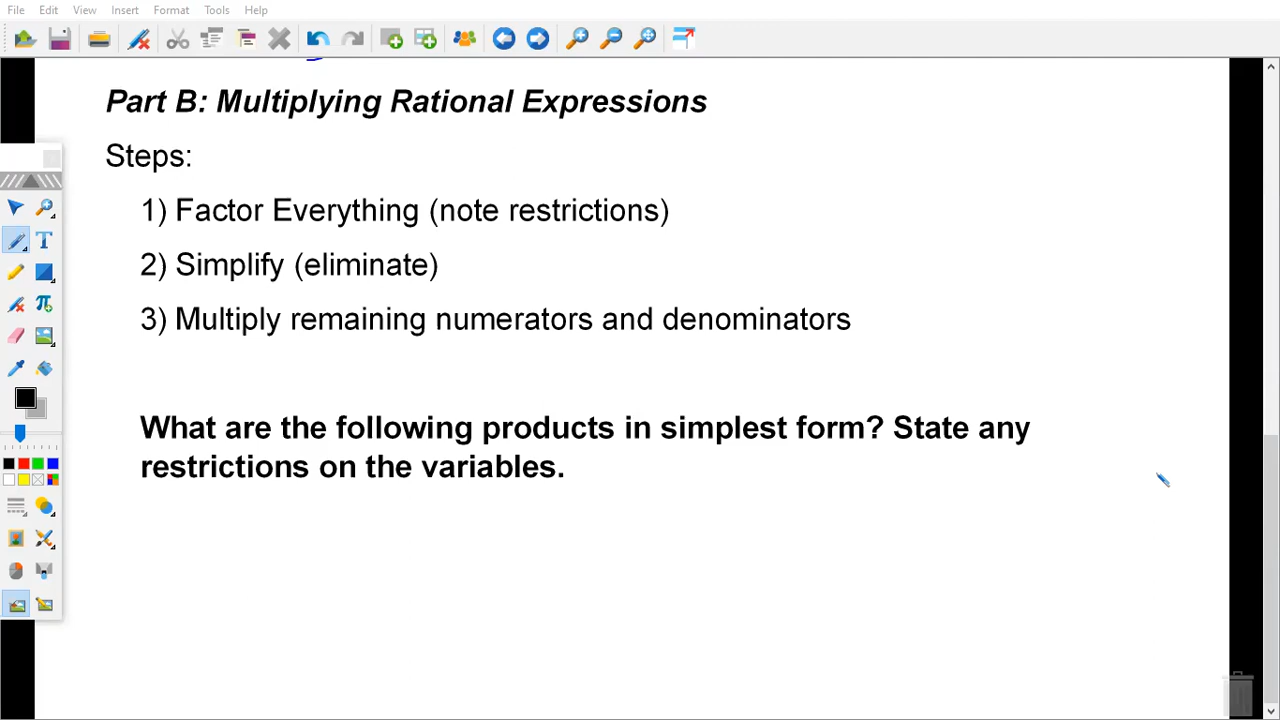 File Edit View Insert Format Tools Help
Part B: Multiplying Rational Expressions
Steps:
1) Factor Everything (note restrictions)
2) Simplify (eliminate)
3) Multiply remaining numerators and denominators
What are the following products in simplest form? State any
restrictions on the variables.